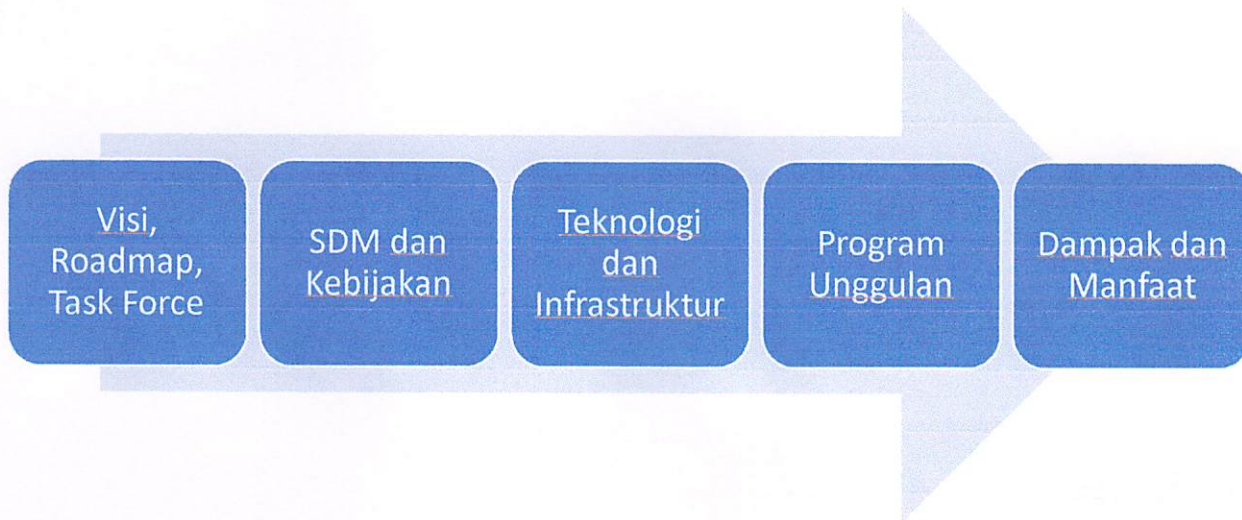 Visi,
Roadmap,
Task Force
SDM dan
Kebijakan
Teknologi
dan
Infrastruktur
Program
Unggulan
Dampak dan
Manfaat